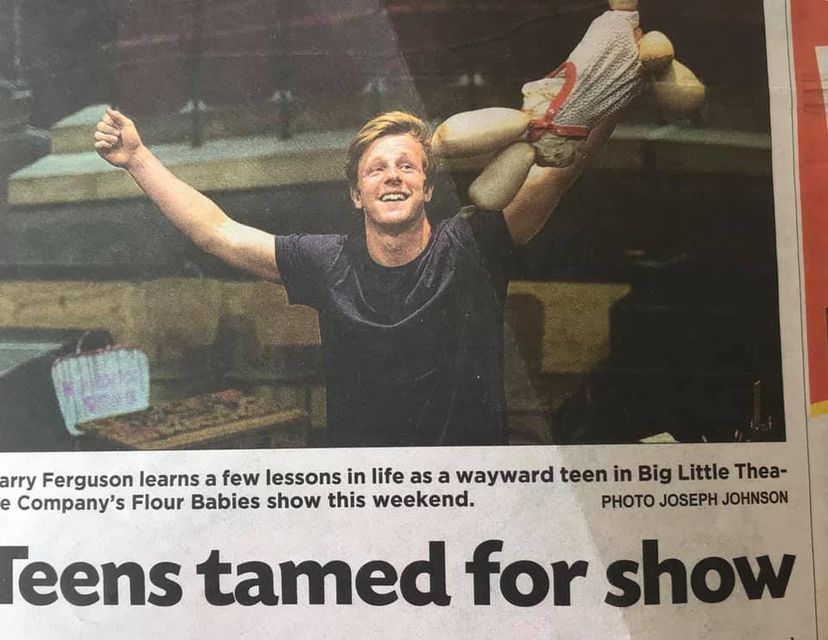 arry Ferguson learns a few lessons in life as a wayward teen in Big Little Thea-
e Company's Flour Babies show this weekend.
PHOTO JOSEPH JOHNSON
Teens tamed for show